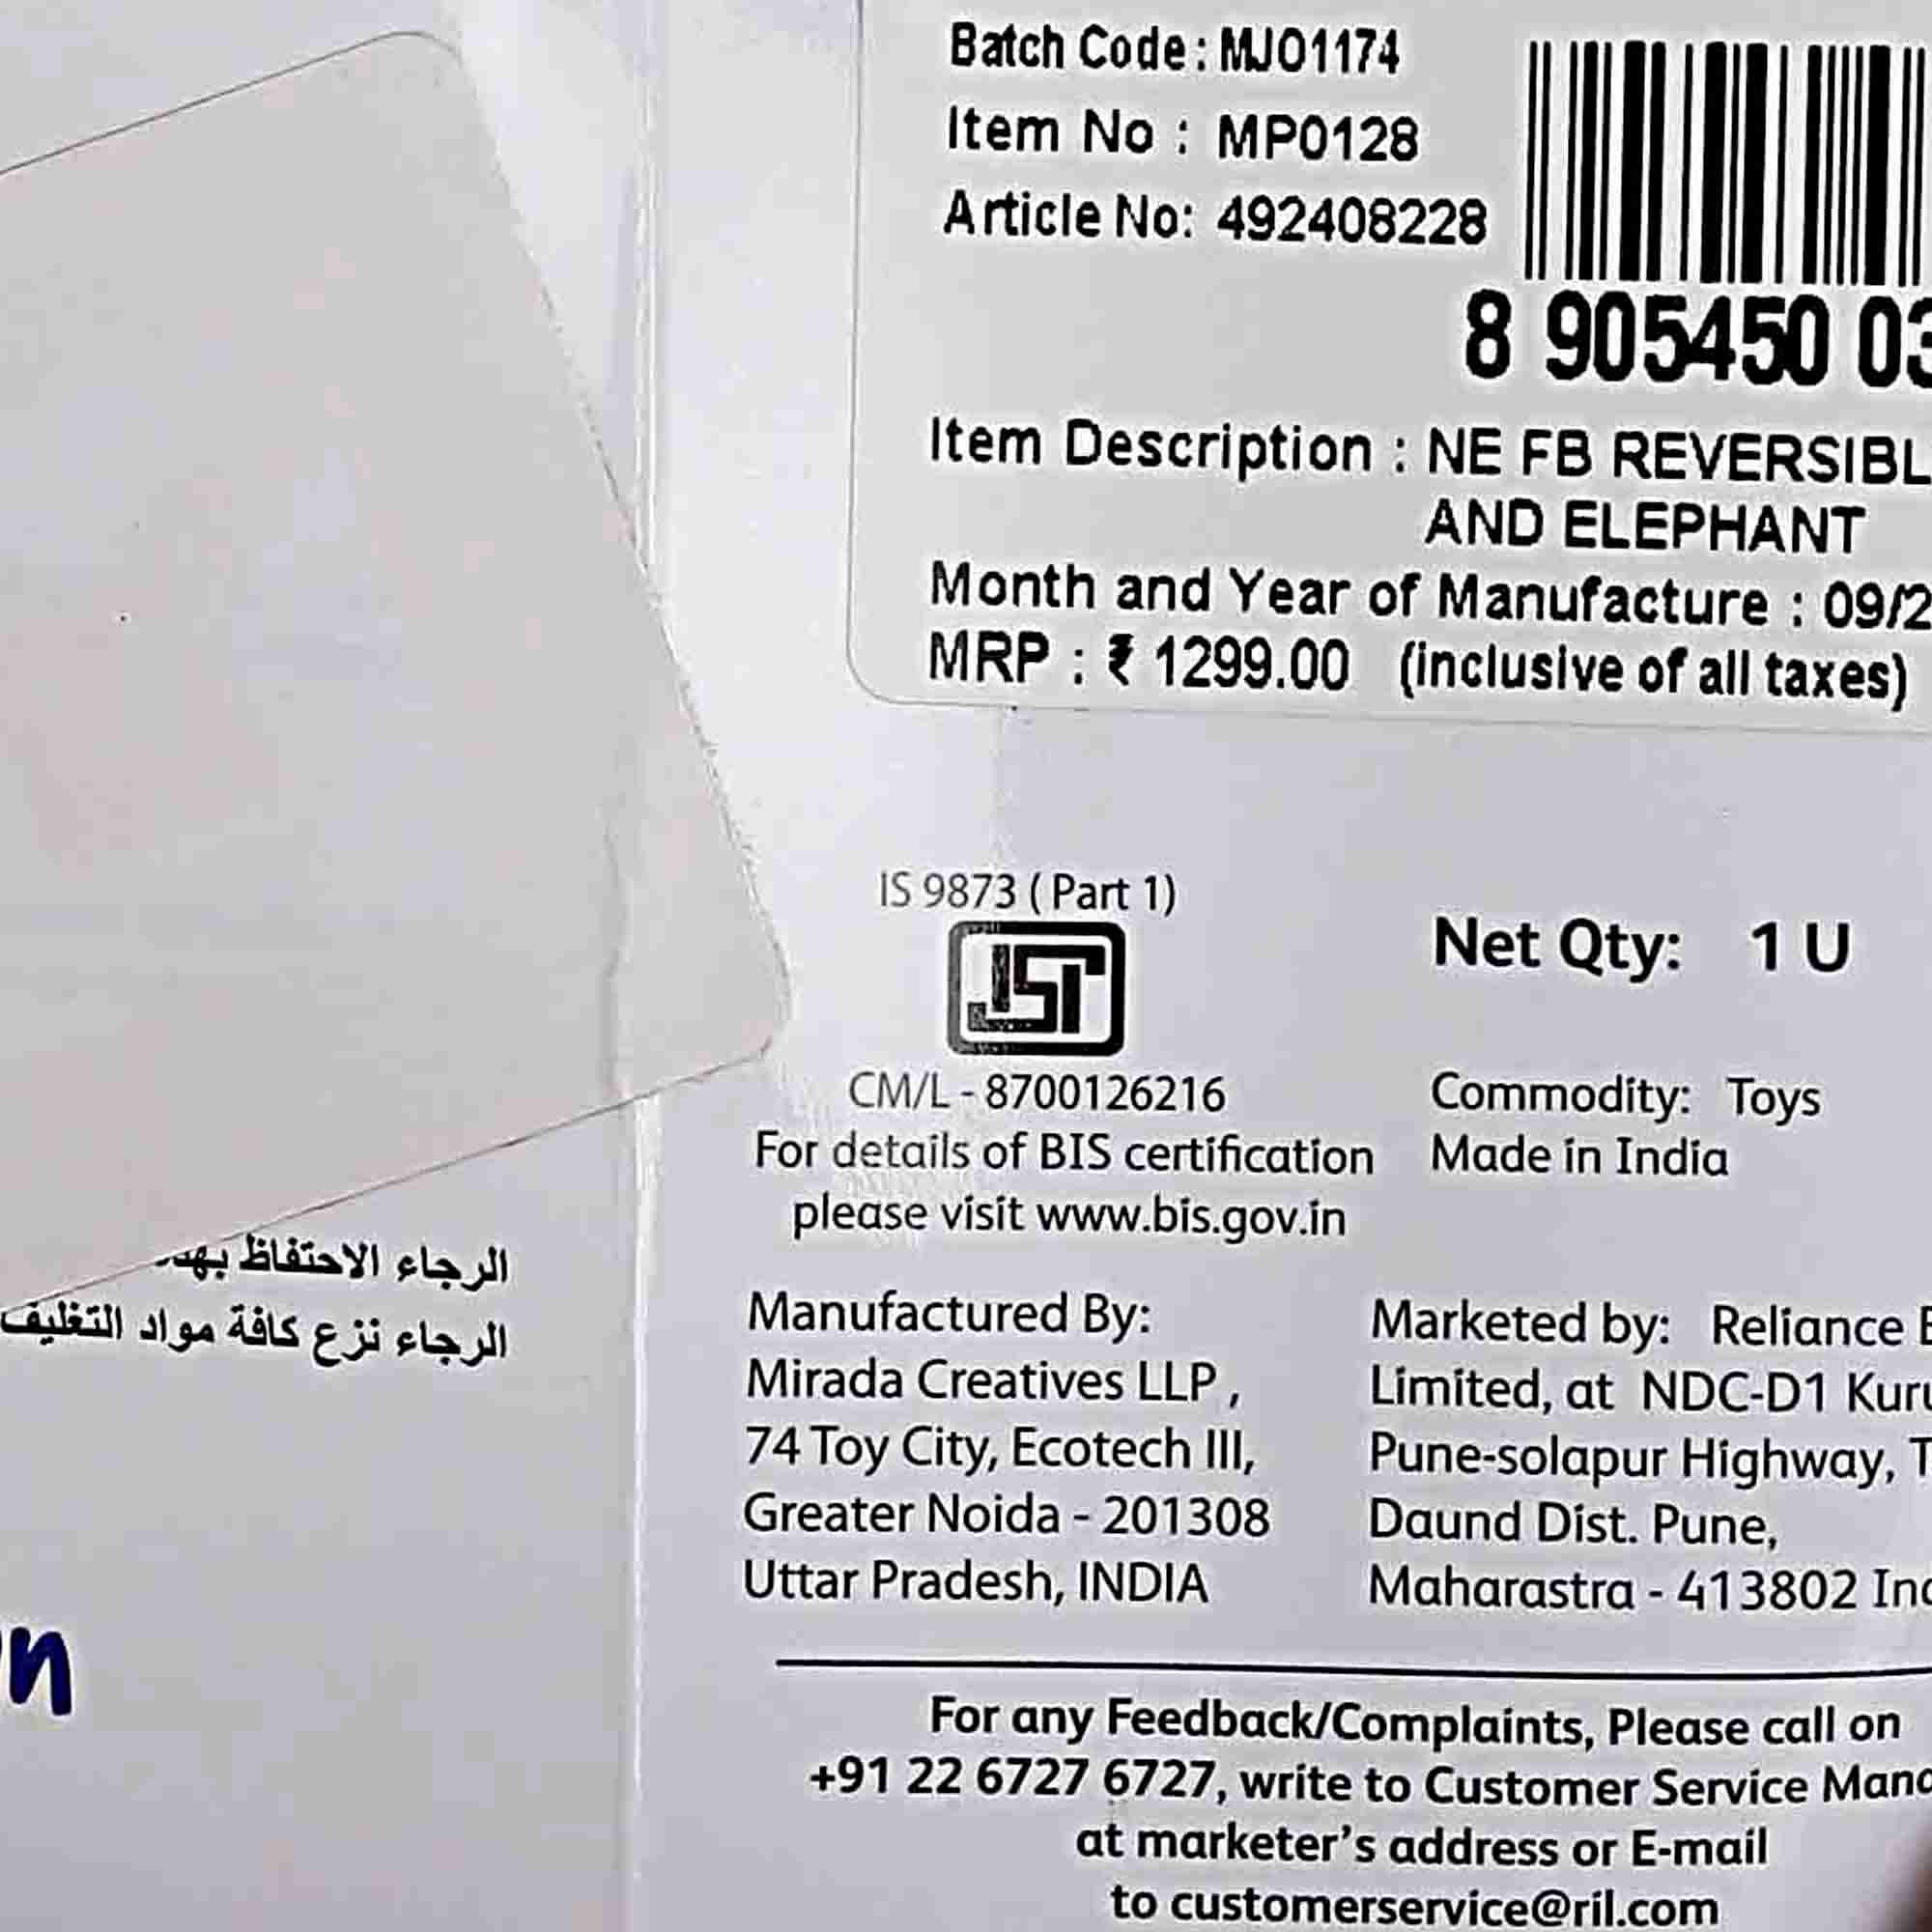 Batch Code : MJO1174
Item No : MP0128
Article No: 492408228
8 905450 03
Item Description : NE FB REVERSIBL
AND ELEPHANT
Month and Year of Manufacture : 09/2
MRP : ₹ 1299.00 (inclusive of all taxes)
IS 9873 ( Part 1)
CM/L - 8700126216
For details of BIS certification
please visit www.bis.gov.in
Net Qty: 1 U
Commodity: Toys
Made in India
الرجاء الاحتفاظ
الرجاء نزع كافة مواد التغليف
Manufactured By:
Mirada Creatives LLP ,
74 Toy City, Ecotech III,
Greater Noida - 201308
Uttar Pradesh, INDIA
Marketed by: Reliance
Limited, at NDC-D1 Kuru
Pune-solapur Highway, T
Daund Dist. Pune,
Maharastra - 413802 Ind
n
For any Feedback/Complaints, Please call on
+91 22 6727 6727, write to Customer Service Mana
at marketer's address or E-mail
to customerservice@ril.com